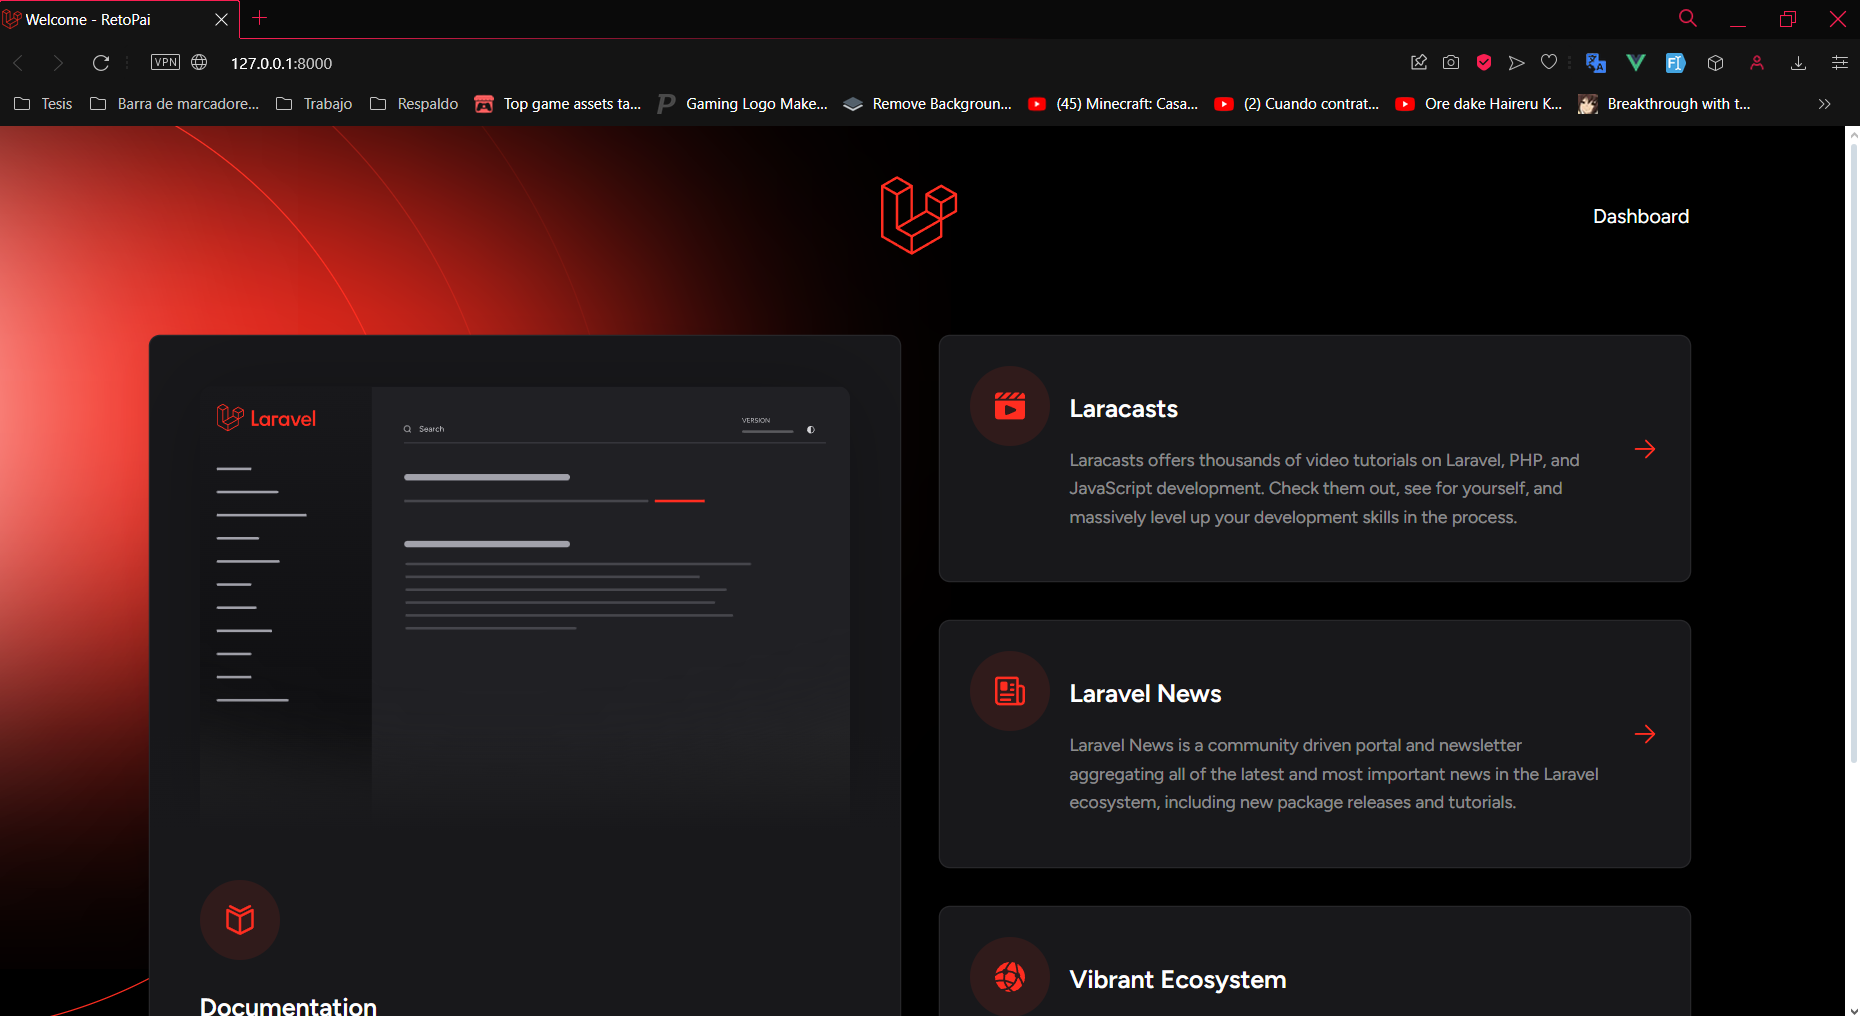 Welcome - RetoPai
VPN
127.0.0.1:8000
Tesis
Barra de marcadore...
Trabajo
Respaldo
Top game assets ta...
Gaming Logo Make...
Remove Backgroun...
(45) Minecraft: Casa...
(2) Cuando contrat...
Ore dake Haireru K...
Breakthrough with t...
Dashboard
Laravel
Search
VERSION
Documentation
Laracasts
Laracasts offers thousands of video tutorials on Laravel, PHP, and
JavaScript development. Check them out, see for yourself, and
massively level up your development skills in the process.
Laravel News
Laravel News is a community driven portal and newsletter
aggregating all of the latest and most important news in the Laravel
ecosystem, including new package releases and tutorials.
Vibrant Ecosystem